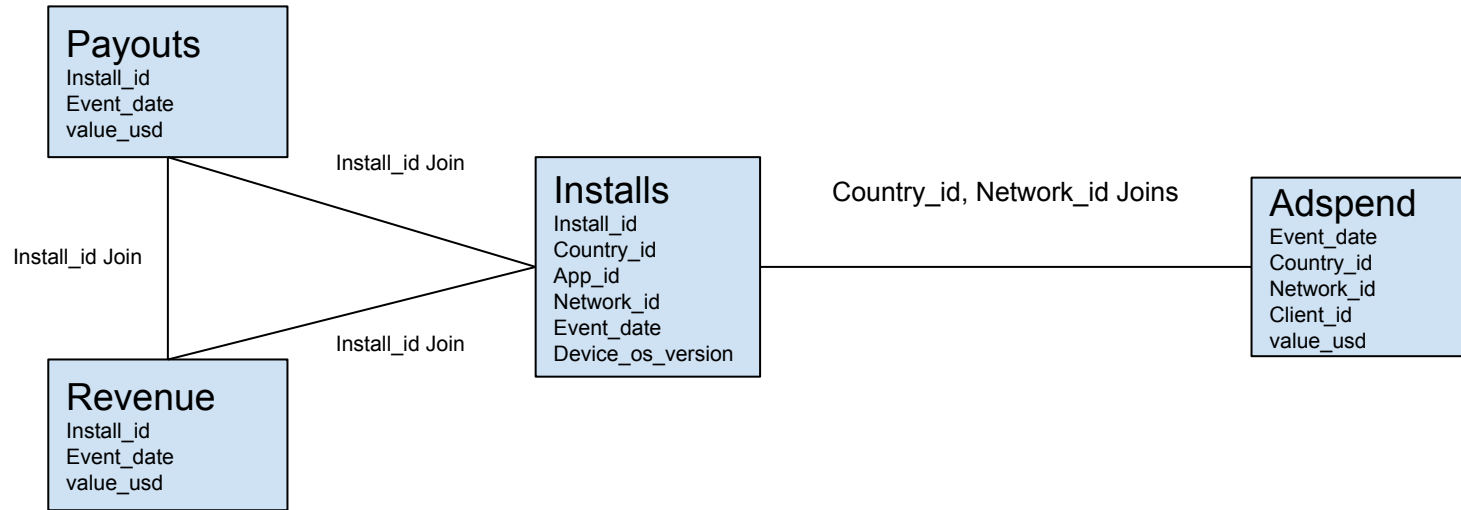 Payouts
Install_id
Event_date
value_usd
Install_id Join
Install_id Join
Install_id Join
Revenue
Install_id
Event_date
value_usd
Installs
Install_id
Country_id
App_id
Network_id
Event_date
Device_os_version
Country_id, Network_id Joins
Adspend
Event_date
Country_id
Network_id
Client_id
value_usd